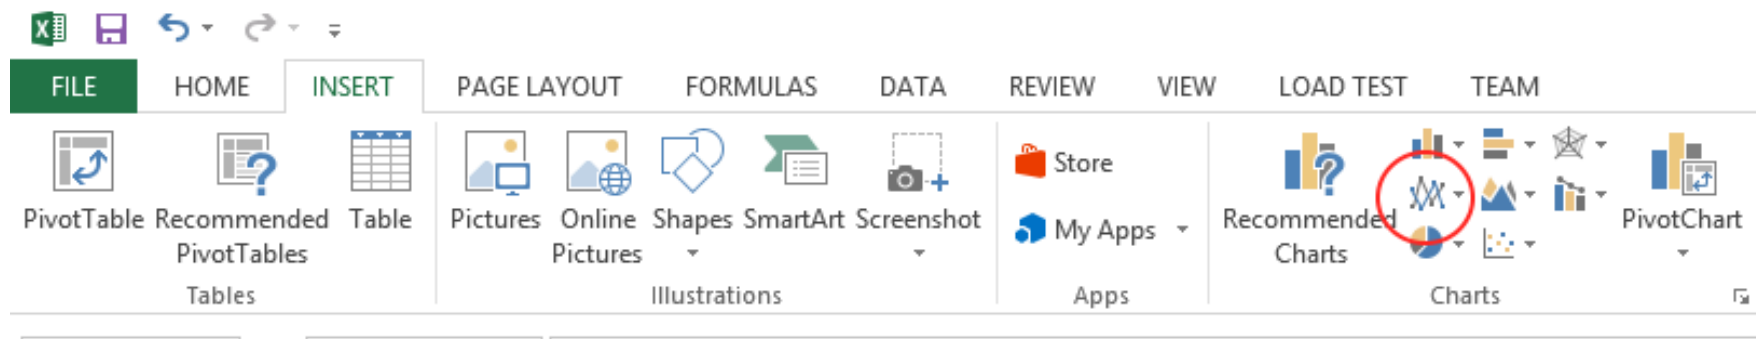 FILE HOME INSERT PAGE LAYOUT FORMULAS DATA REVIEW VIEW LOAD TEST TEAM
PivotTable
Recommended
PivotTables
Table
Tables
Pictures
Online
Pictures
Shapes
SmartArt
Screenshot
Illustrations
Store
My Apps
Apps
Recommended
Charts
PivotChart
Charts